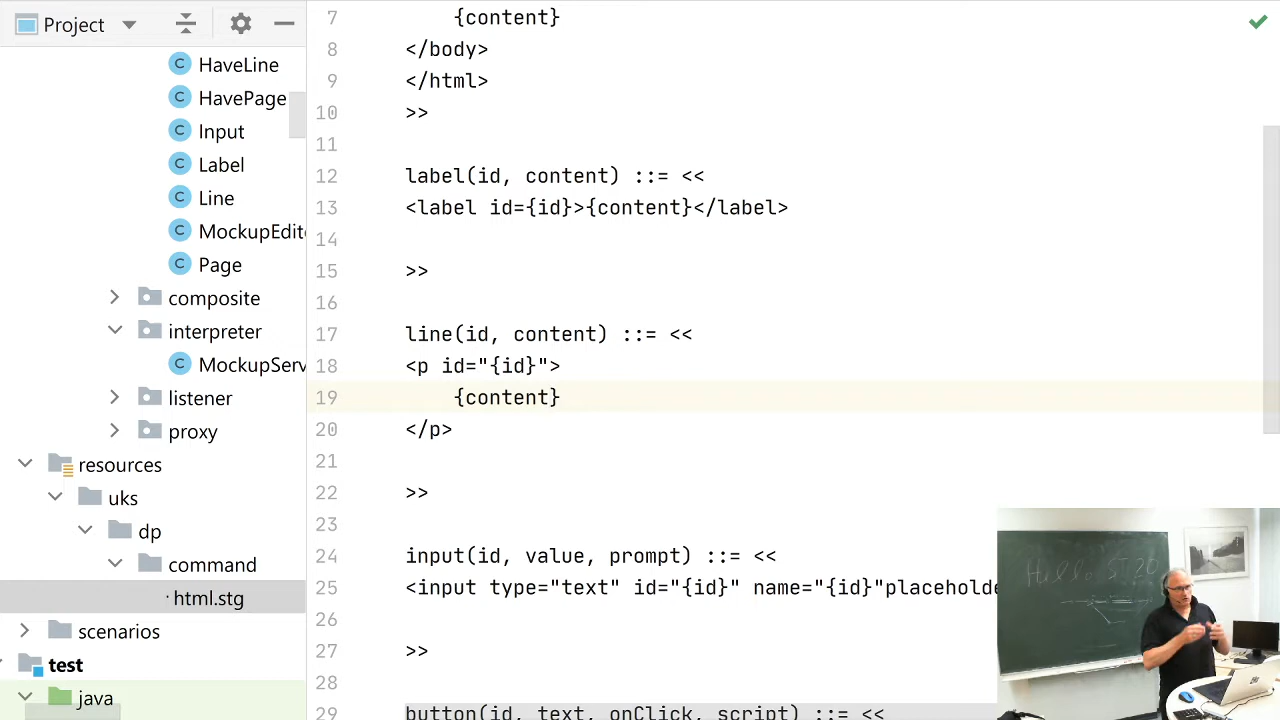 Project
HaveLine
HavePage
Input
Label
Line
MockupEdit
Page
composite
interpreter
MockupServ
listener
proxy
resources
uks
dp
command
html.stg
scenarios
test
java
7 {content}
8 </body>
9 </html>
10 >>
11
12 label(id, content) ::= <<
13 <label id={id}>{content}</label>
14
15 >>
16
17 line(id, content) ::= <<
18 <p id="{id}">
19 {content}
20 </p>
21
22 >>
23
24 input(id, value, prompt) ::= <<
25 <input type="text" id="{id}" name="{id}"placeholde
26
27 >>
28
29 button(id, text, onClick, script) ::= <<
Hello ST 20